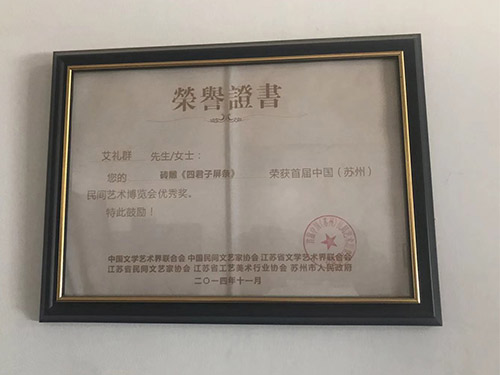 榮譽證書
艾礼群 先生/女士：
您的 砖雕《四君子屏条》 荣获首届中国（苏州）
民间艺术博览会优秀奖。
特此鼓励！
中国文学艺术界联合会 中国民间文艺家协会 江苏省文学艺术界联合会
江苏省民间文艺家协会 江苏省工艺美术行业协会 苏州市人民政府
二〇一四年十一月